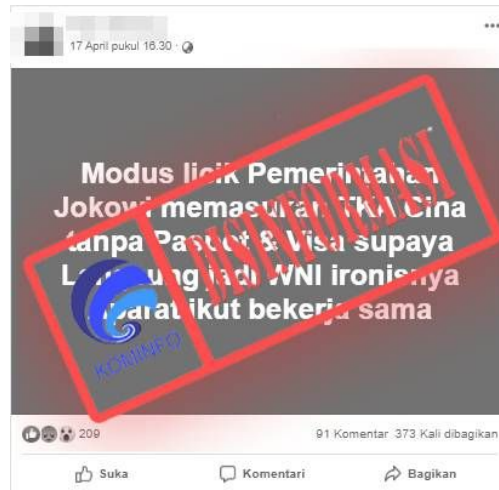 17 April pukul 16.30
Modus licik Pemerintahan
Jokowi memasukan TKA Cina
tanpa & Visa supaya
Langsung jadi WNI ironisnya
Aparat ikut bekerja sama
DISINFORMASI
KOMINFO
209
91 Komentar 373 Kali dibagikan
Suka Komentari Bagikan